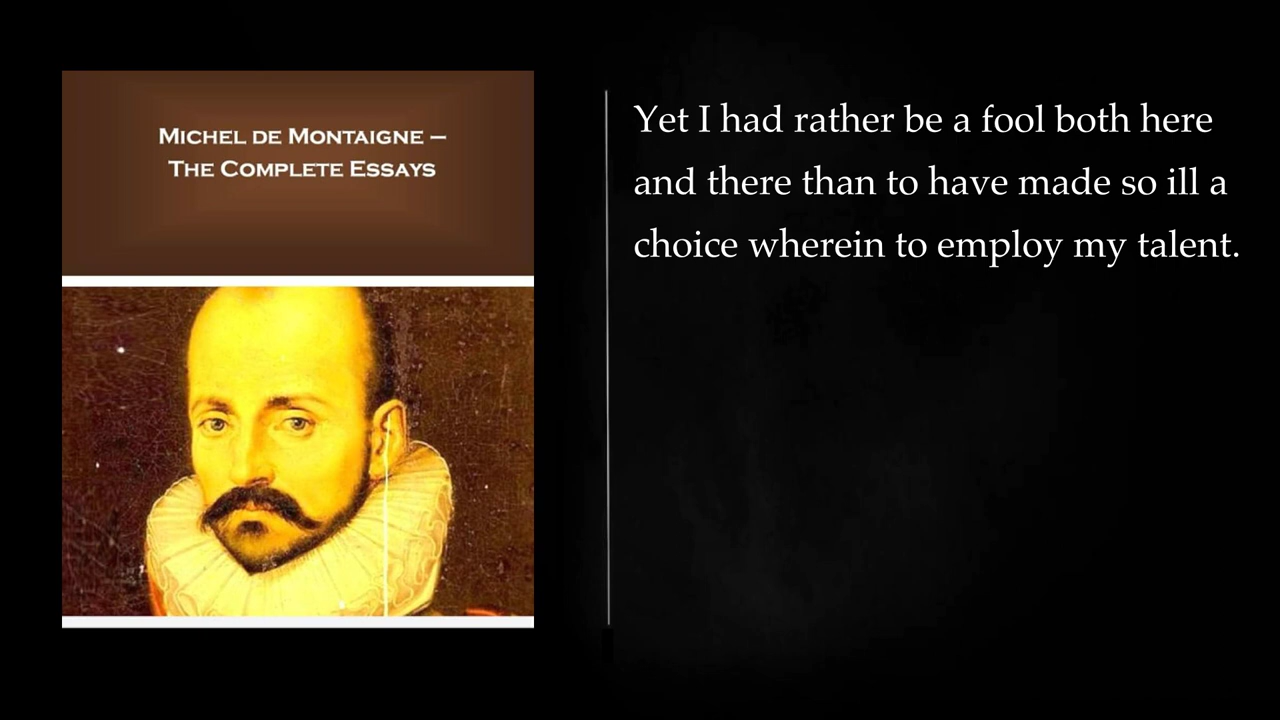 MICHEL DE MONTAIGNE –
THE COMPLETE ESSAYS
Yet I had rather be a fool both here
and there than to have made so ill a
choice wherein to employ my talent.